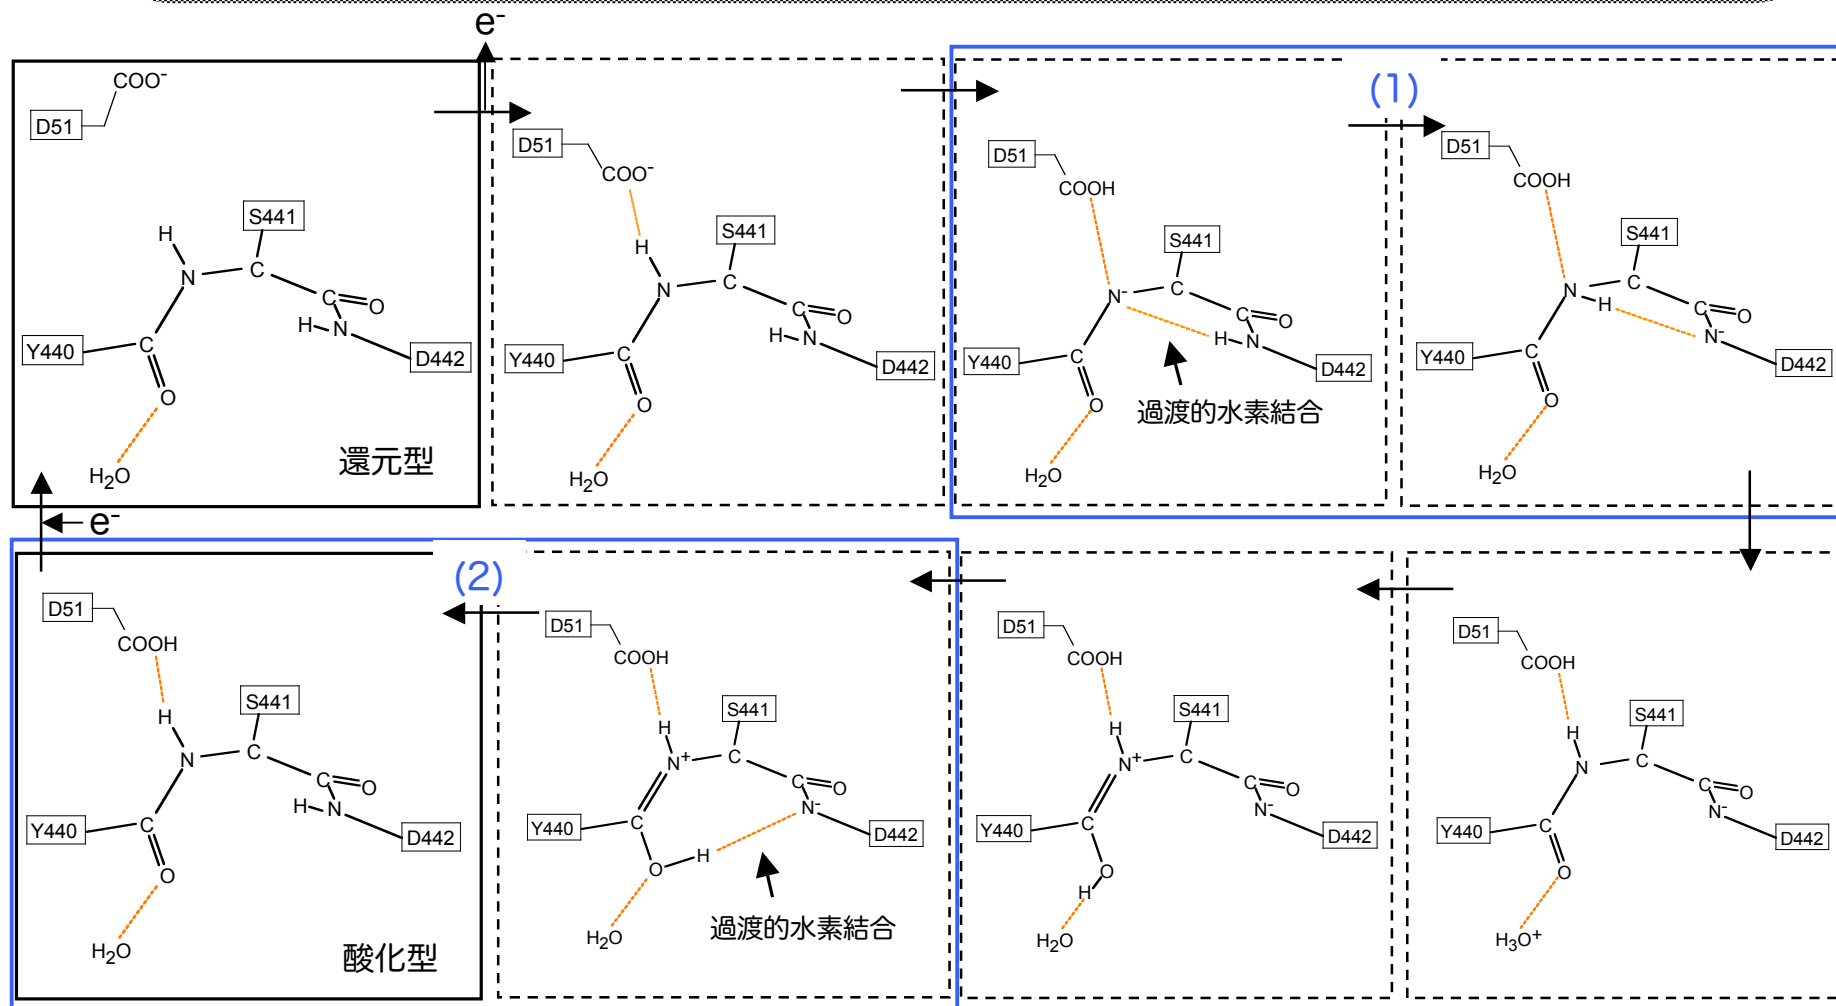 e⁻
COO⁻
D51
S441
H
N
C
C
O
H
N
Y440
C
D442
O
H₂O
還元型
D51
COO⁻
S441
H
N
C
C
O
H
N
Y440
C
D442
O
H₂O
(1)
D51
COOH
S441
N⁻
C
C
O
H
N
Y440
C
D442
O
過渡的水素結合
H₂O
D51
COOH
S441
N
C
H
C
O
N⁻
Y440
C
D442
O
H₂O
e⁻
D51
COOH
S441
H
N
C
C
O
H
N
Y440
C
D442
O
H₂O
酸化型
(2)
D51
COOH
S441
H
N⁺
C
C
O
N⁻
Y440
C
D442
H
O
過渡的水素結合
H₂O
D51
COOH
S441
H
N⁺
C
C
O
N⁻
Y440
C
D442
O
H
H₂O
D51
COOH
S441
H
N
C
C
O
N⁻
Y440
C
D442
O
H₃O⁺